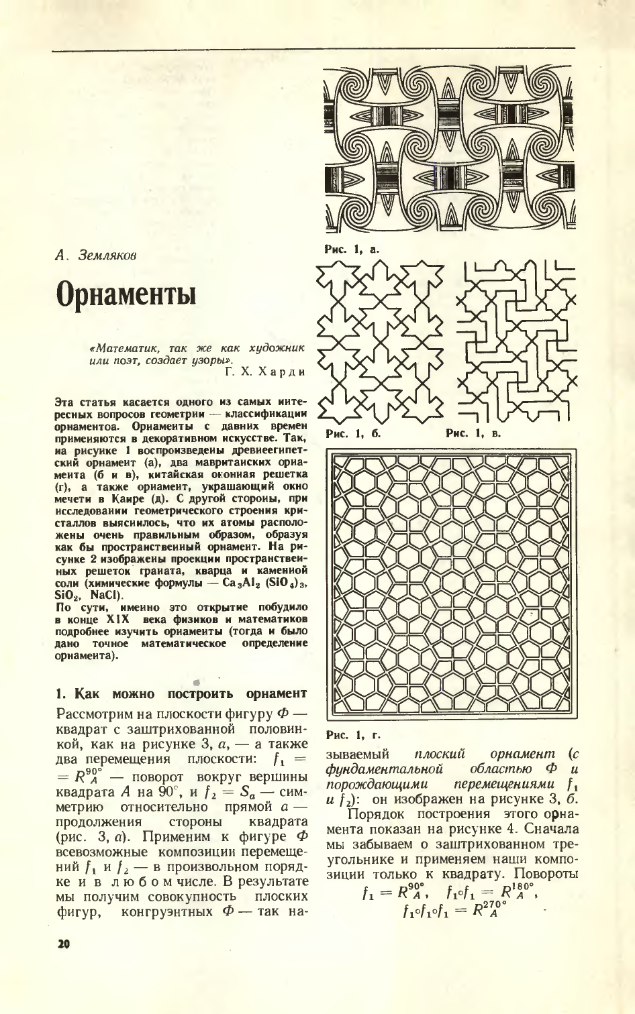 А. Земляков
Орнаменты
«Математик, так же как художник
или поэт, создает узоры».
Г. Х. Харди
Эта статья касается одного из самых инте-
ресных вопросов геометрии — классификации
орнаментов. Орнаменты с давних времен
применяются в декоративном искусстве. Так,
на рисунке 1 воспроизведены древнеегипет-
ский орнамент (а), два мавританских орна-
мента (б и в), китайская оконная решетка
(г), а также орнамент, украшающий окно
мечети в Каире (д). С другой стороны, при
исследовании геометрического строения кри-
сталлов выяснилось, что их атомы располо-
жены очень правильным образом, образуя
как бы пространственный орнамент. На ри-
сунке 2 изображены проекции пространствен-
ных решеток граната, кварца и каменной
соли (химические формулы — Ca₃Al₂ (SiO₄)₃,
SiO₂, NaCl).
По сути, именно это открытие побудило
в конце XIX века физиков и математиков
подробнее изучить орнаменты (тогда и было
дано точное математическое определение
орнамента).
1. Как можно построить орнамент
Рассмотрим на плоскости фигуру Ф —
квадрат с заштрихованной половин-
кой, как на рисунке 3, а, — а также
два перемещения плоскости: f₁ =
= R_A^90° — поворот вокруг вершины
квадрата A на 90°, и f₂ = Sₐ — сим-
метрию относительно прямой a —
продолжения стороны квадрата
(рис. 3, а). Применим к фигуре Ф
всевозможные композиции перемеще-
ний f₁ и f₂ — в произвольном поряд-
ке и в любом числе. В результате
мы получим совокупность плоских
фигур, конгруэнтных Ф — так на-
20
Рис. 1, а.
Рис. 1, б. Рис. 1, в.
Рис. 1, г.
зываемый плоский орнамент (с
фундаментальной областью Ф и
порождающими перемещениями f₁
и f₂): он изображен на рисунке 3, б.
Порядок построения этого орна-
мента показан на рисунке 4. Сначала
мы забываем о заштрихованном тре-
угольнике и применяем наши компо-
зиции только к квадрату. Повороты
f₁ = R_A^90°, f₁∘f₁ = R_A^180°,
f₁∘f₁∘f₁ = R_A^270°